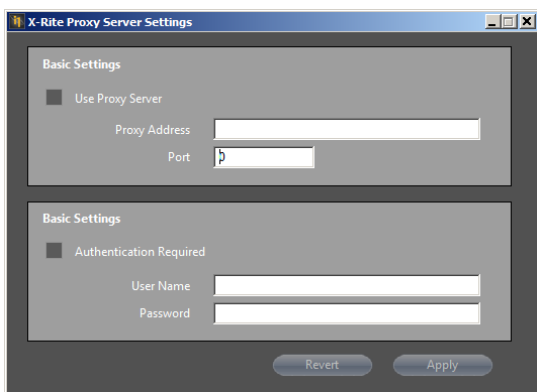 X-Rite Proxy Server Settings
Basic Settings
Use Proxy Server
Proxy Address
Port
Basic Settings
Authentication Required
User Name
Password
Revert Apply